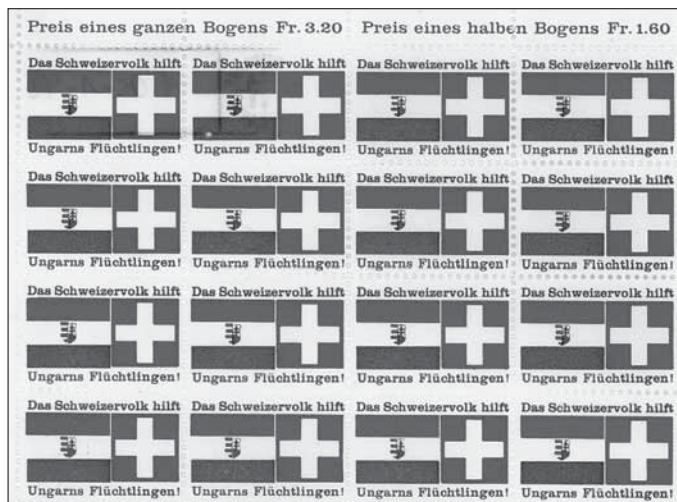 Preis eines ganzen Bogens Fr. 3.20 Preis eines halben Bogens Fr. 1.60
Das Schweizervolk hilft Das Schweizervolk hilft Das Schweizervolk hilft Das Schweizervolk hilft
Ungarns Flüchtlingen! Ungarns Flüchtlingen! Ungarns Flüchtlingen! Ungarns Flüchtlingen!
Das Schweizervolk hilft Das Schweizervolk hilft Das Schweizervolk hilft Das Schweizervolk hilft
Ungarns Flüchtlingen! Ungarns Flüchtlingen! Ungarns Flüchtlingen! Ungarns Flüchtlingen!
Das Schweizervolk hilft Das Schweizervolk hilft Das Schweizervolk hilft Das Schweizervolk hilft
Ungarns Flüchtlingen! Ungarns Flüchtlingen! Ungarns Flüchtlingen! Ungarns Flüchtlingen!
Das Schweizervolk hilft Das Schweizervolk hilft Das Schweizervolk hilft Das Schweizervolk hilft
Ungarns Flüchtlingen! Ungarns Flüchtlingen! Ungarns Flüchtlingen! Ungarns Flüchtlingen!